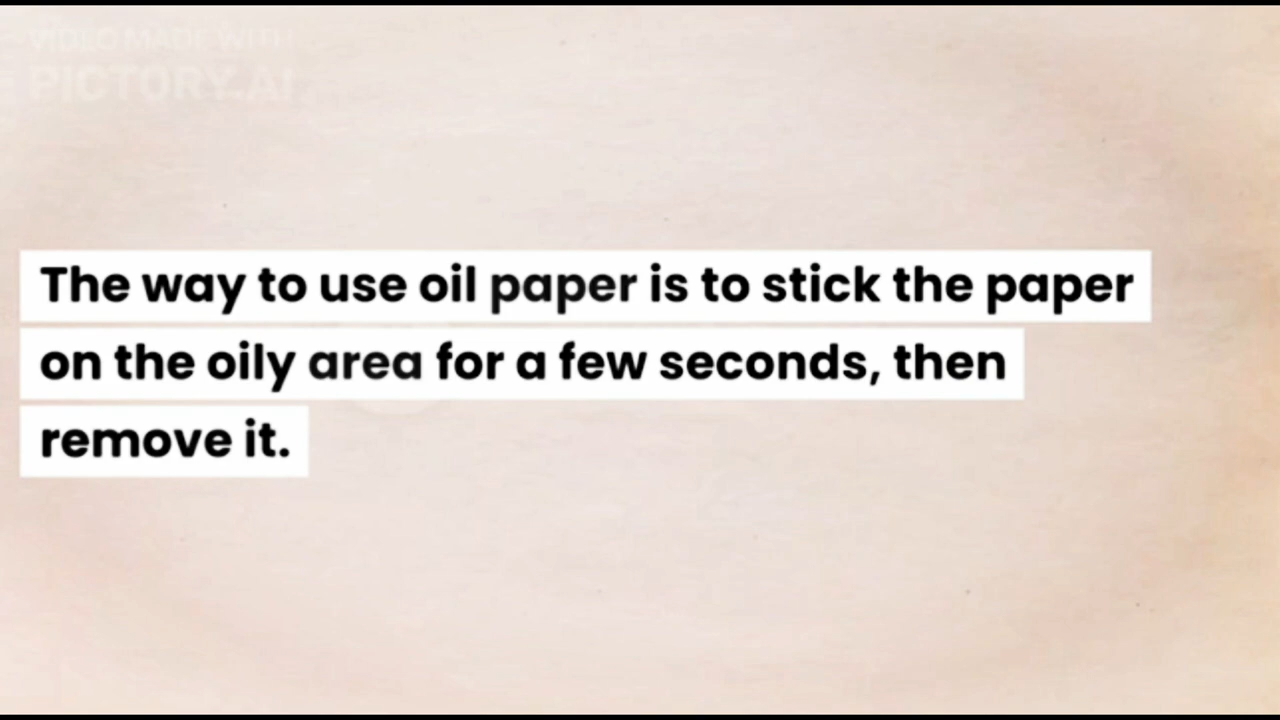 VIDEO MADE WITH
PICTORY.AI
The way to use oil paper is to stick the paper
on the oily area for a few seconds, then
remove it.